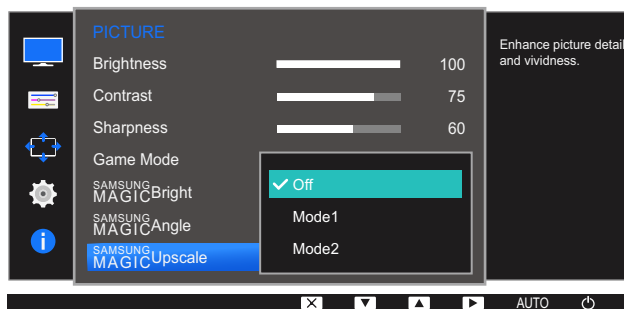 PICTURE
Brightness 100
Contrast 75
Sharpness 60
Game Mode
SAMSUNG
MAGICBright
SAMSUNG
MAGICAngle
SAMSUNG
MAGICUpscale
Off
Mode1
Mode2
Enhance picture detail
and vividness.
AUTO